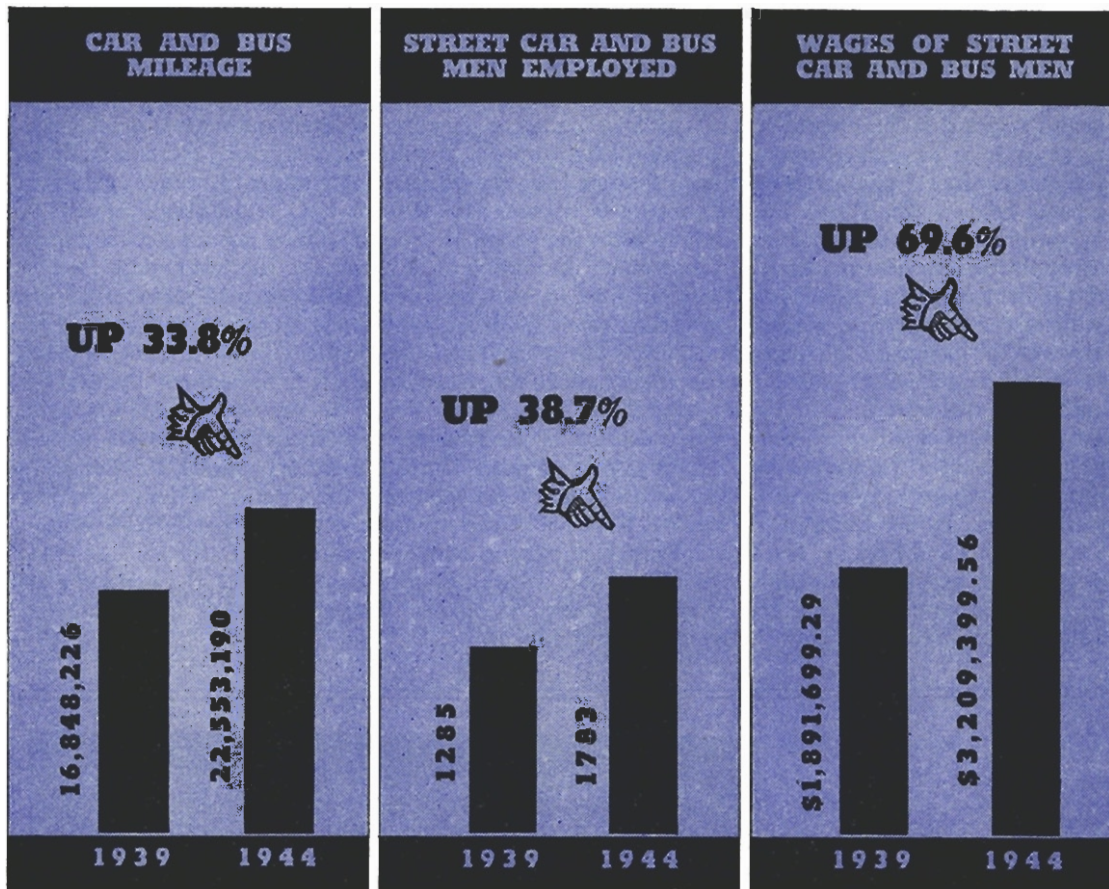 CAR AND BUS
MILEAGE
UP 33.8%
16,848,226
22,553,190
1939 1944
STREET CAR AND BUS
MEN EMPLOYED
UP 38.7%
1285
1783
1939 1944
WAGES OF STREET
CAR AND BUS MEN
UP 69.6%
$1,891,699.29
$3,209,399.56
1939 1944